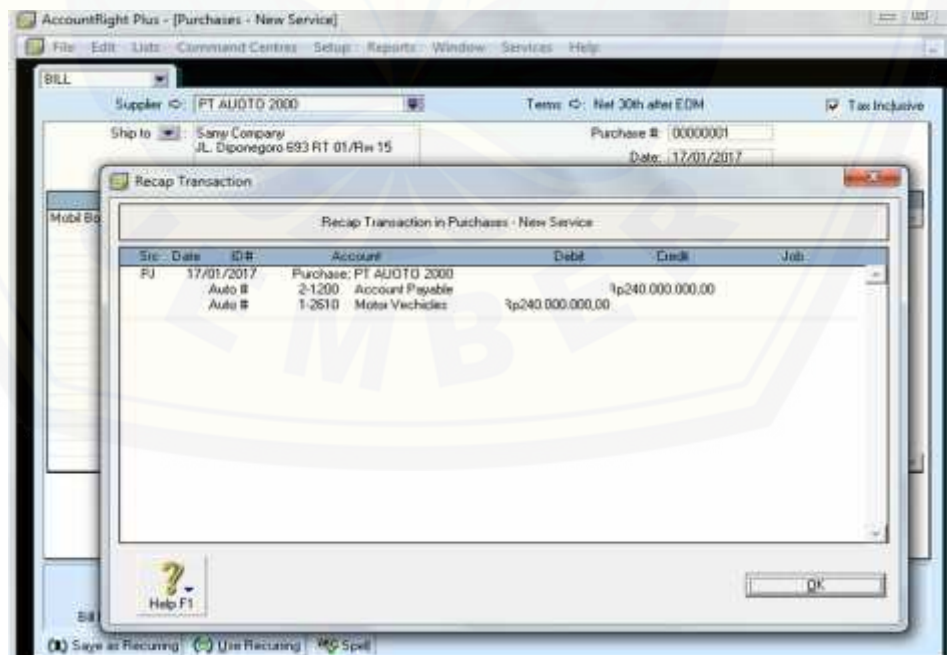 AccountRight Plus - [Purchases - New Service]
File Edit Lists Command Centres Setup Reports Window Services Help
BILL
Supplier PT AUOTO 2000 Terms Net 30th after EOM Tax Inclusive
Ship to Samy Company Purchase # 00000001
JL. Diponegoro 693 RT 01/Rw 15
Date: 17/01/2017
Recap Transaction
Mobil Bo
Recap Transaction in Purchases - New Service
Src Date ID# Account Debit Credit Job
PJ 17/01/2017 Purchase; PT AUOTO 2000
Auto # 2-1200 Account Payable Rp240.000.000,00
Auto # 1-2610 Motor Vechicles Rp240.000.000,00
EMBER
Help F1
OK
Bill
Save as Recurring Use Recurring Spell